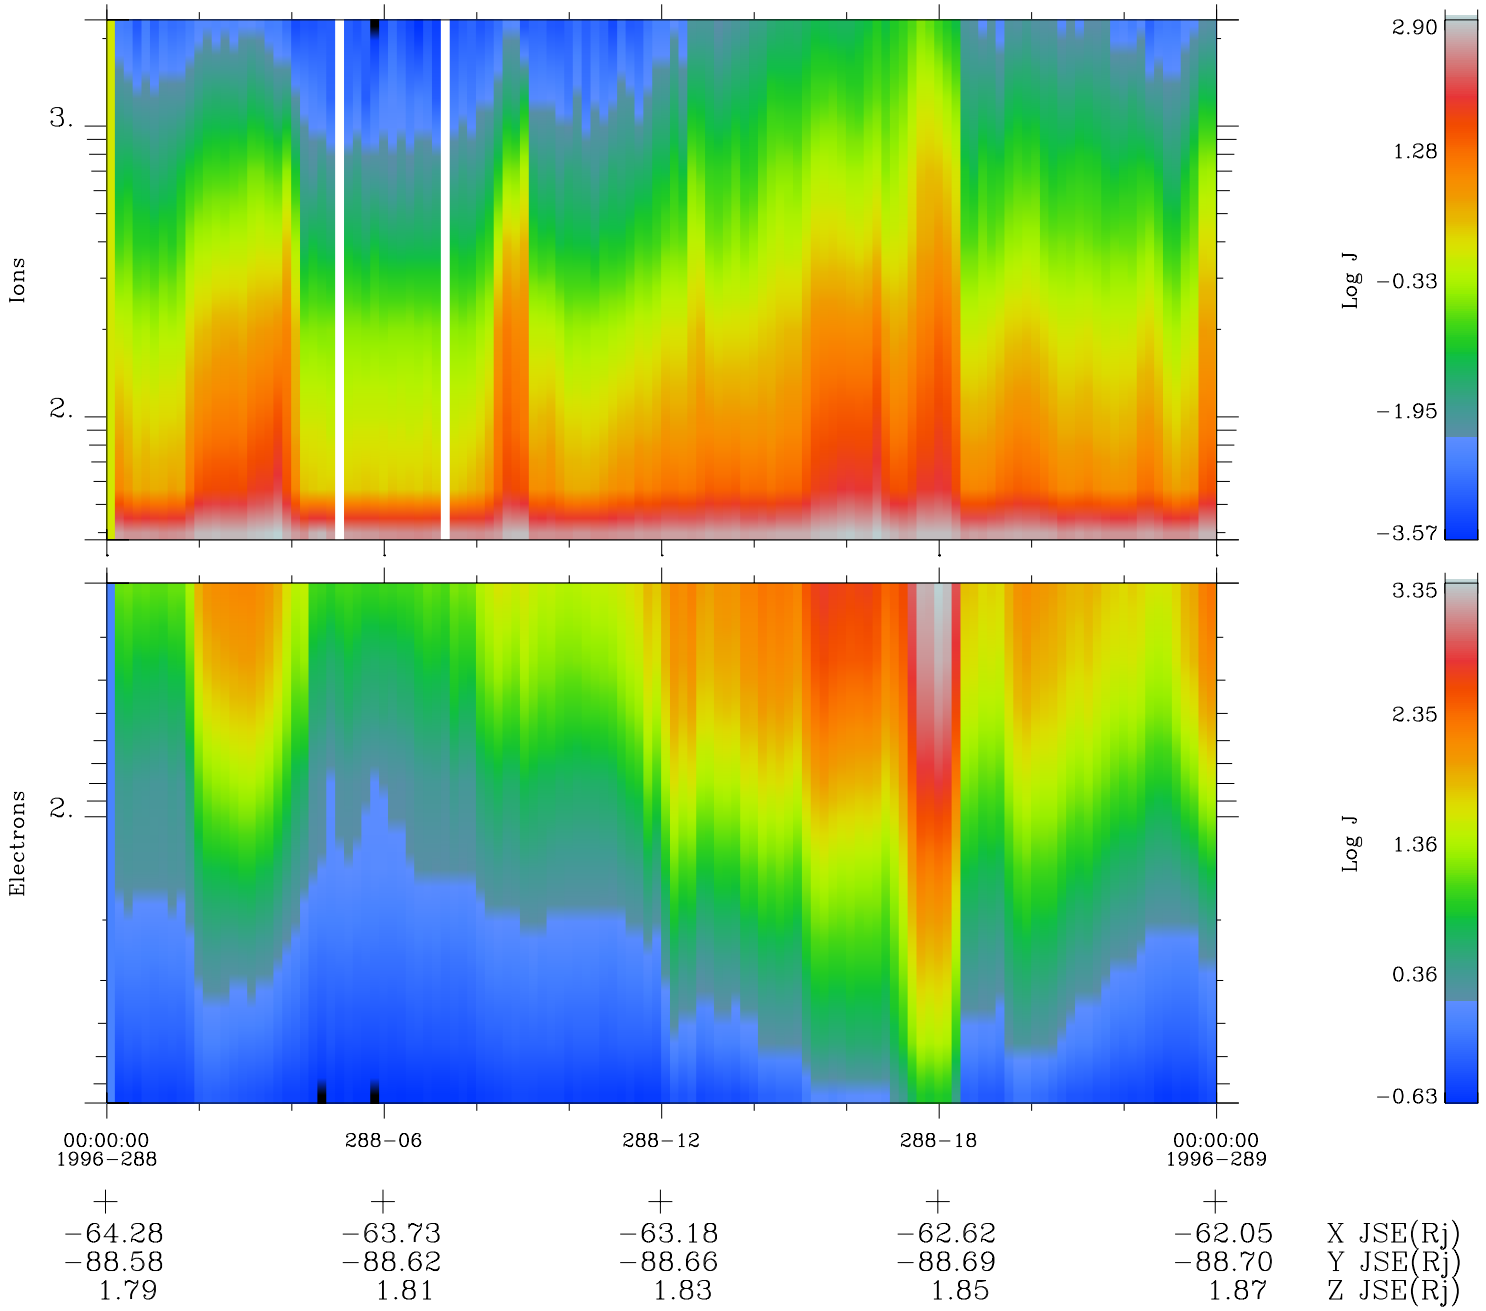 3.
2.
Ions
2.90
1.28
−0.33
−1.95
−3.57
Log J
2.
Electrons
3.35
2.35
1.36
0.36
−0.63
Log J
00:00:00 288−06 288−12 288−18 00:00:00
1996−288 1996−289
−64.28 −63.73 −63.18 −62.62 −62.05 X JSE(Rj)
−88.58 −88.62 −88.66 −88.69 −88.70 Y JSE(Rj)
1.79 1.81 1.83 1.85 1.87 Z JSE(Rj)